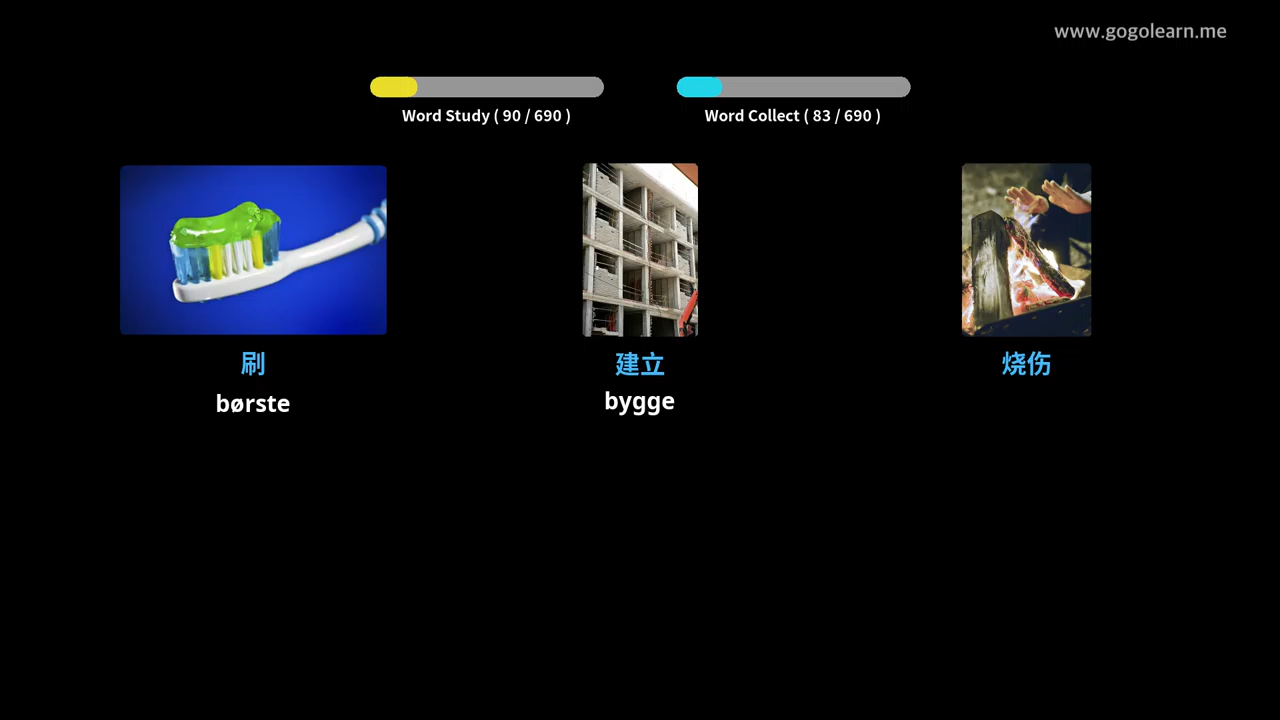 www.gogolearn.me
Word Study ( 90 / 690 )
Word Collect ( 83 / 690 )
刷
建立
烧伤
børste
bygge